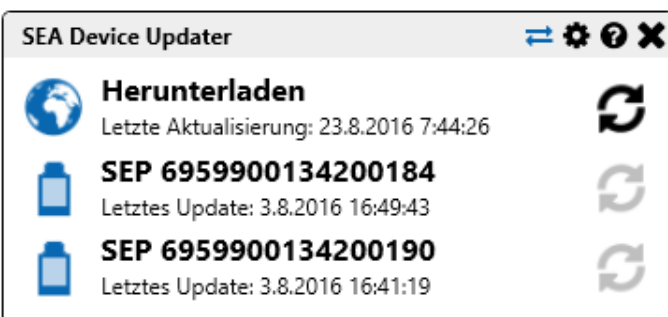 SEA Device Updater
Herunterladen
Letzte Aktualisierung: 23.8.2016 7:44:26
SEP 6959900134200184
Letztes Update: 3.8.2016 16:49:43
SEP 6959900134200190
Letztes Update: 3.8.2016 16:41:19